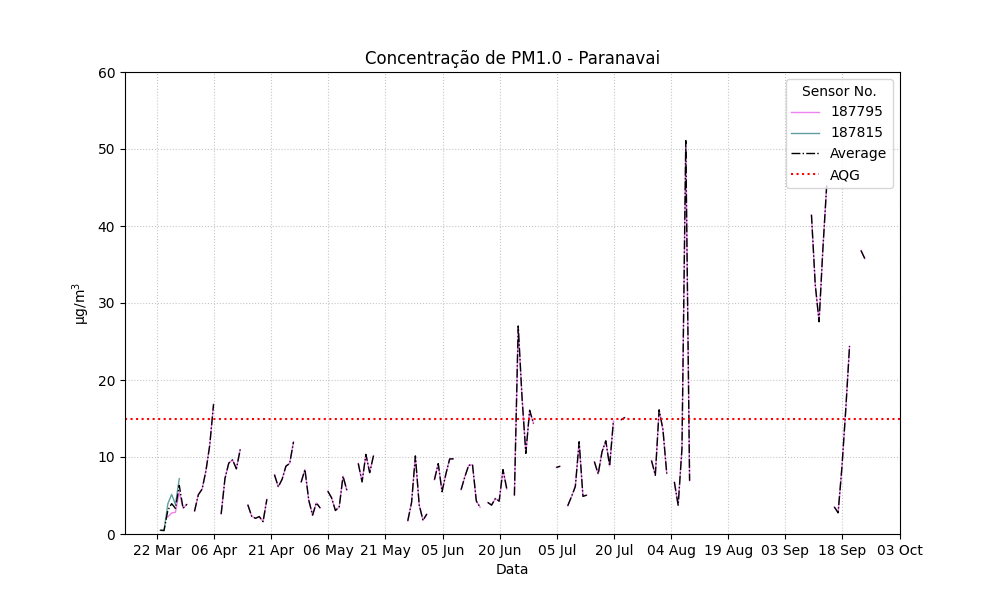 Concentração de PM1.0 - Paranavai
60
50
40
30
20
10
0
µg/m³
Sensor No.
187795
187815
Average
AQG
22 Mar 06 Apr 21 Apr 06 May 21 May 05 Jun 20 Jun 05 Jul 20 Jul 04 Aug 19 Aug 03 Sep 18 Sep 03 Oct
Data